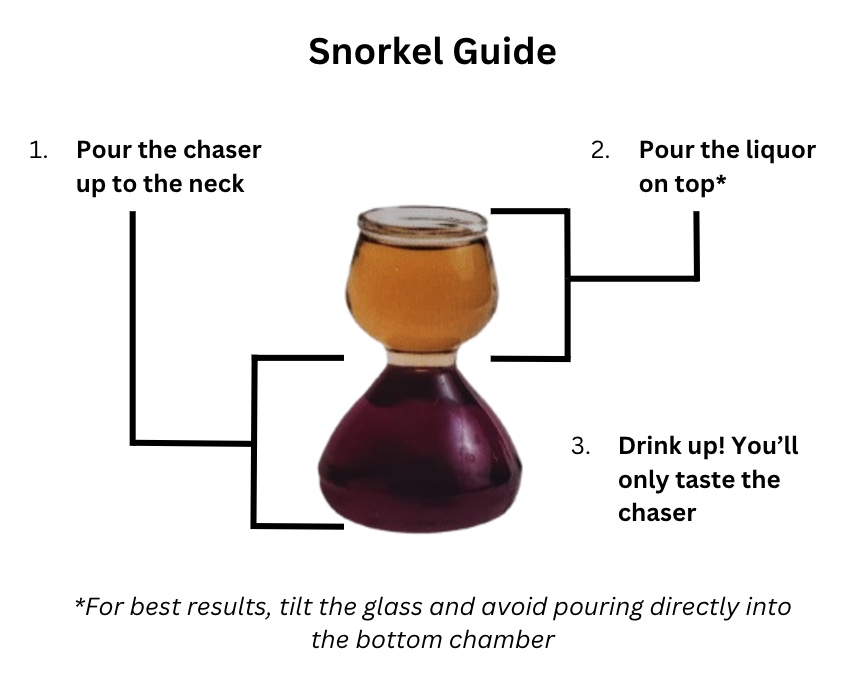 Snorkel Guide
1. Pour the chaser
up to the neck
2. Pour the liquor
on top*
3. Drink up! You’ll
only taste the
chaser
*For best results, tilt the glass and avoid pouring directly into
the bottom chamber